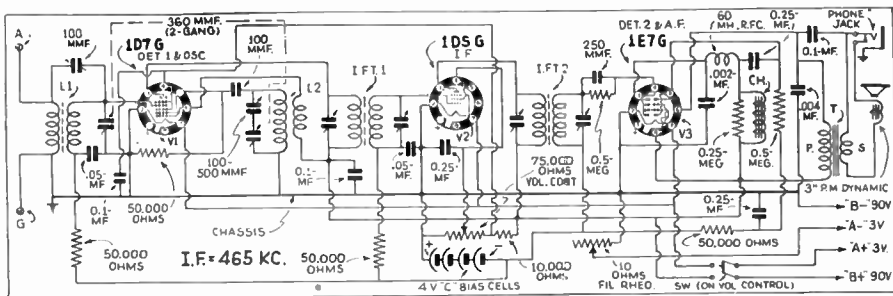 A.
G
100
MMF.
L1
360 MMF.
(2-GANG)
1D7G
DET 1 & OSC
V1
100
MMF.
L2
.05-
MF
0.1-
MF
50,000
OHMS
100-
500 MMF
50,000
OHMS
CHASSIS
I.F.= 465 KC.
I.FT.1
0.1-
MF
.05-
MF
50,000
OHMS
1D5G
I F
V2
0.25-
MF
4 V "C" BIAS CELLS
+
-
75,000
OHMS
VOL. CONT
10,000
OHMS
I.FT 2
250
MMF
0.5-
MEG
10
OHMS
FIL RHEO.
DET. 2 & A.F.
1E7G
V3
60
MH., R.F.C.
0.25-
MF.
.002-
MF.
CH.1
0.25-
MEG
0.5-
MEG.
0.25-
MF
50,000 OHMS
SW (ON VOL CONTROL)
PHONE
JACK
0.1-MF.
.004
MF.
T
P.
S
3" P.M DYNAMIC
"B-" 90V
"A-" 3V
"A+" 3V
"B+" 90V